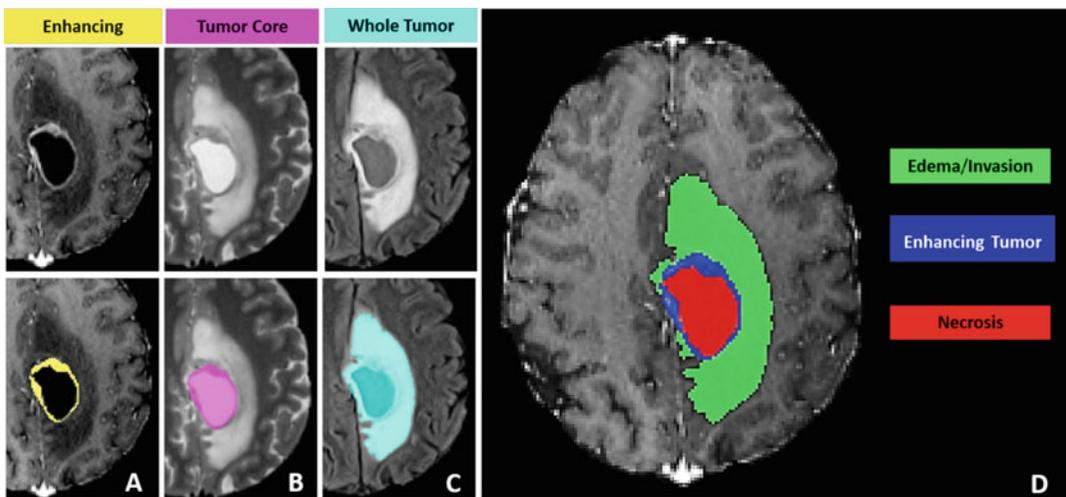 Enhancing
Tumor Core
Whole Tumor
Edema/Invasion
Enhancing Tumor
Necrosis
A
B
C
D